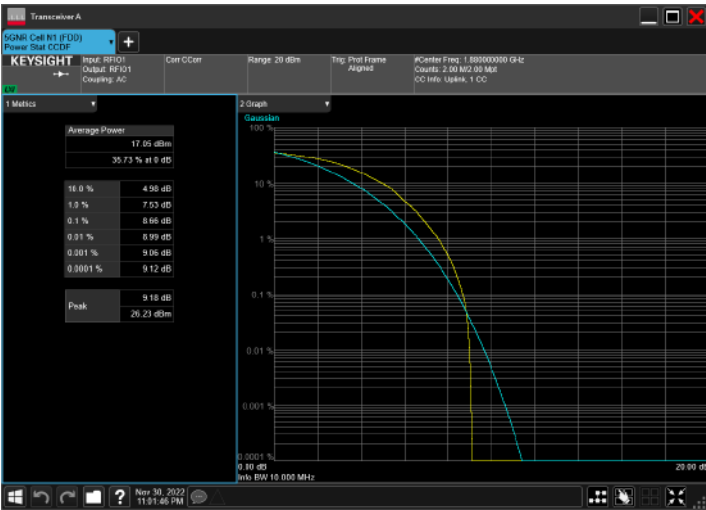 Transceiver A
5GNR Cell N1 (FDD)
Power Stat CCDF
KEYSIGHT
Input: RFIO1
Output: RFIO1
Coupling: AC
Corr CCorr
Range: 20 dBm
Trig: Prot Frame
Aligned
#Center Freq: 1.880000000 GHz
Counts: 2.00 M/2.00 Mpt
CC Info: Uplink, 1 CC
1 Metrics
Average Power
17.05 dBm
35.73 % at 0 dB
10.0 % 4.98 dB
1.0 % 7.53 dB
0.1 % 8.66 dB
0.01 % 8.99 dB
0.001 % 9.06 dB
0.0001 % 9.12 dB
Peak
9.18 dB
26.23 dBm
2 Graph
Gaussian
100 %
10 %
1 %
0.1 %
0.01 %
0.001 %
0.0001 %
0.00 dB
20.00 dB
Info BW 10.000 MHz
?
Nov 30, 2022
11:01:46 PM